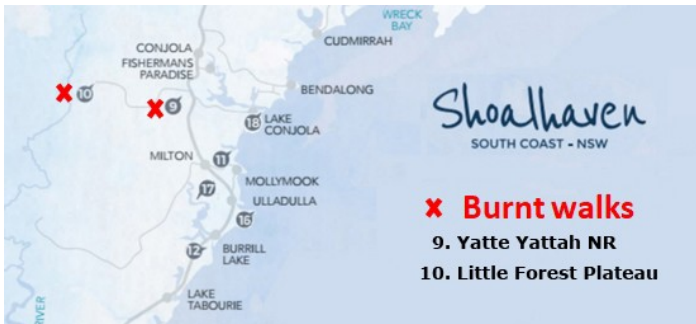 WRECK
BAY
CUDMIRRAH
CONJOLA
FISHERMANS
PARADISE
10
9
BENDALONG
18
LAKE
CONJOLA
MILTON
11
MOLLYMOOK
17
ULLADULLA
16
12
BURRILL
LAKE
LAKE
TABOURIE
RIVER
Shoalhaven
SOUTH COAST - NSW
Burnt walks
9. Yatte Yattah NR
10. Little Forest Plateau